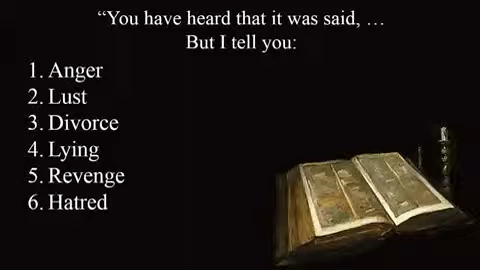 “You have heard that it was said, …
But I tell you:
1. Anger
2. Lust
3. Divorce
4. Lying
5. Revenge
6. Hatred